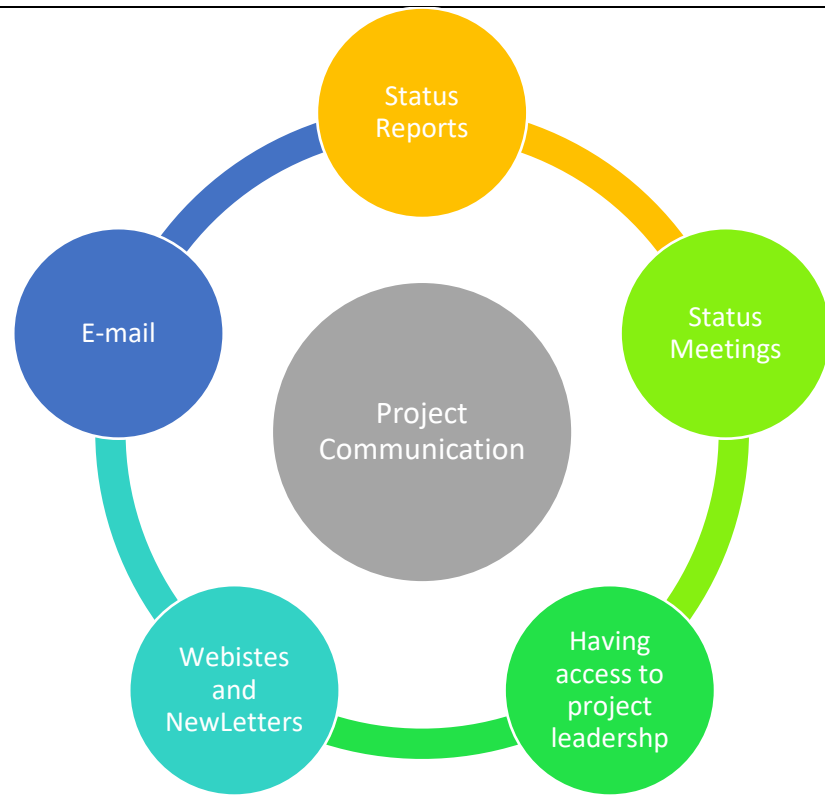 Status
Reports
Status
Meetings
Having
access to
project
leadershp
Webistes
and
NewLetters
E-mail
Project
Communication